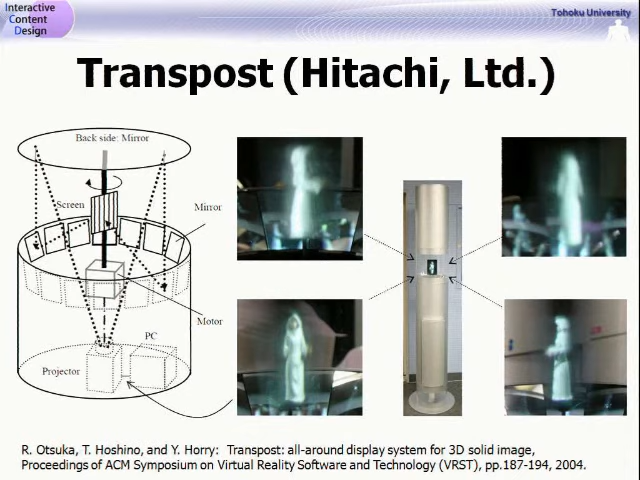 Interactive
Content
Design
Tohoku University
Transpost (Hitachi, Ltd.)
Back side: Mirror
Screen
Mirror
Motor
PC
Projector
R. Otsuka, T. Hoshino, and Y. Horry: Transpost: all-around display system for 3D solid image,
Proceedings of ACM Symposium on Virtual Reality Software and Technology (VRST), pp.187-194, 2004.